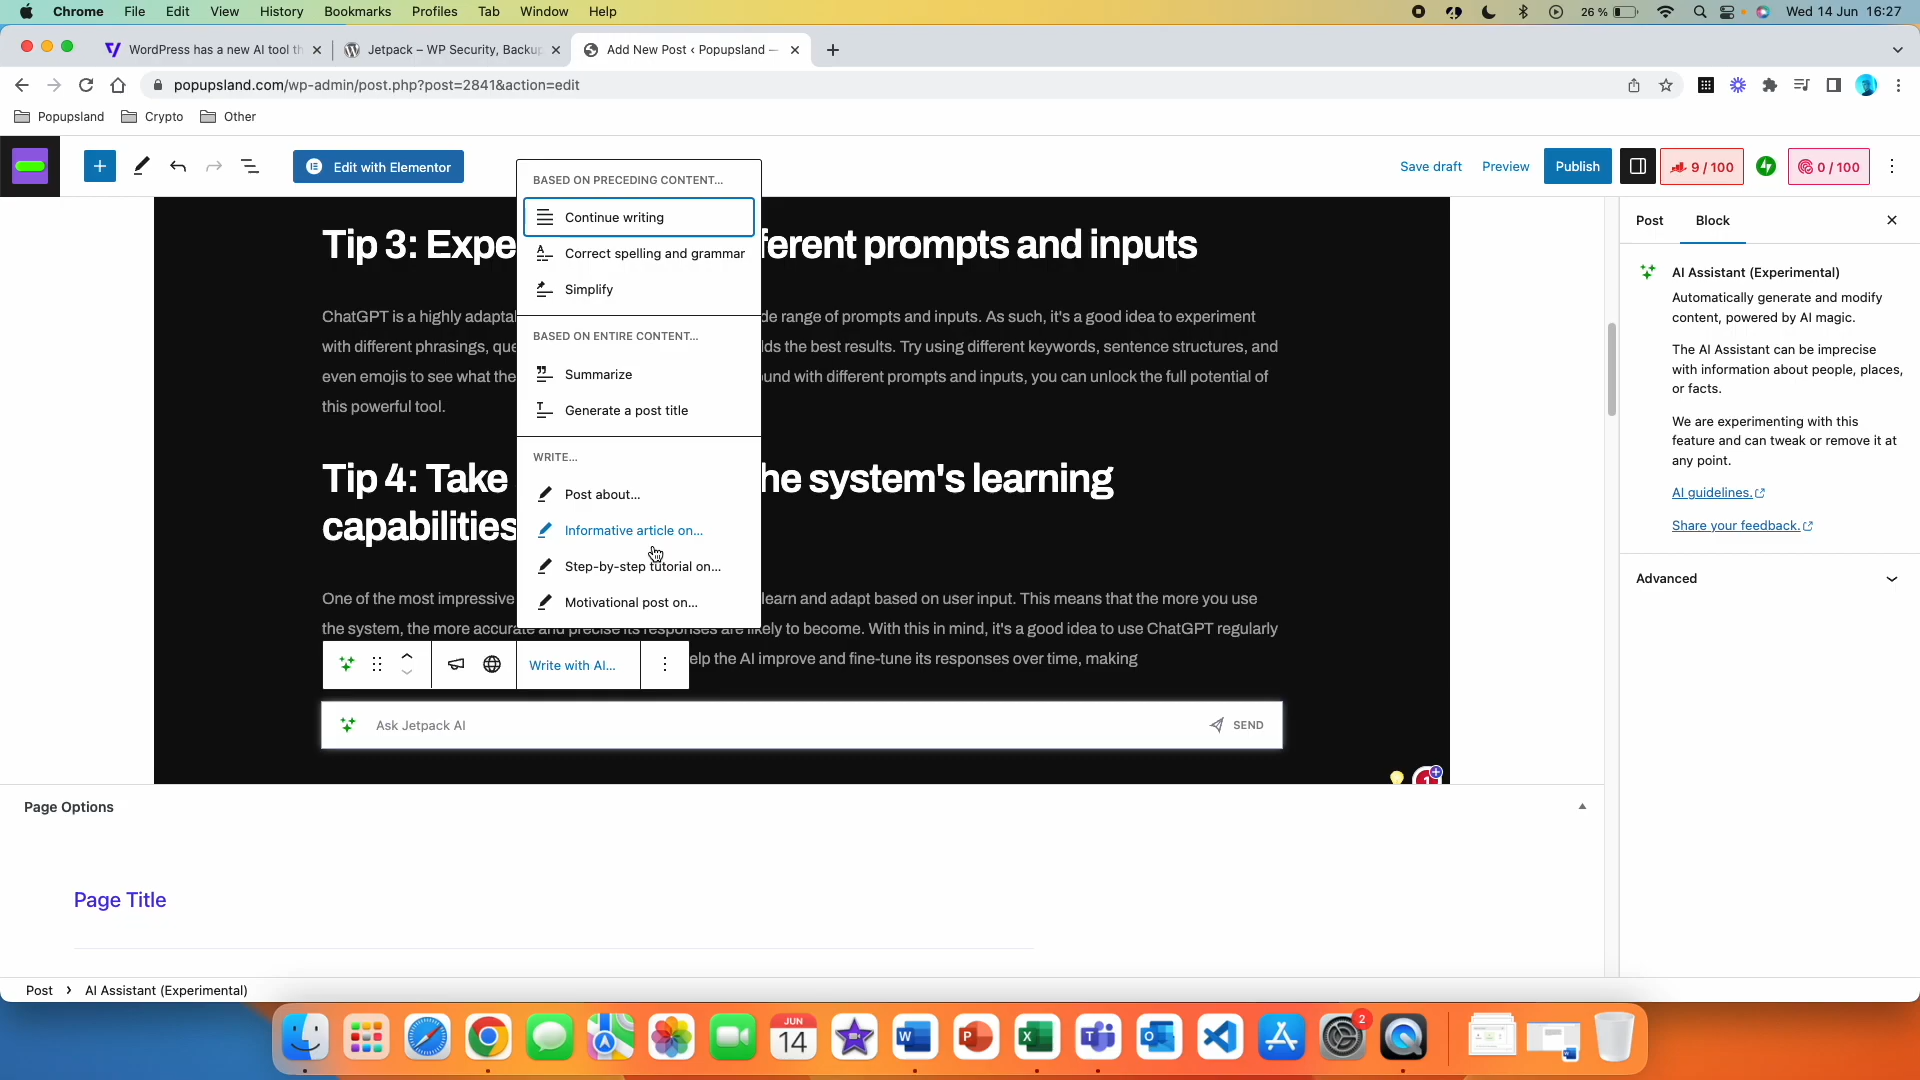 Chrome File Edit View History Bookmarks Profiles Tab Window Help
26 % Wed 14 Jun 16:27
WordPress has a new AI tool th
Jetpack – WP Security, Backup
Add New Post ‹ Popupsland —
popupsland.com/wp-admin/post.php?post=2841&action=edit
Popupsland Crypto Other
Edit with Elementor
Save draft Preview Publish 9 / 100 0 / 100
BASED ON PRECEDING CONTENT...
Continue writing
Correct spelling and grammar
Simplify
BASED ON ENTIRE CONTENT...
Summarize
Generate a post title
WRITE...
Post about...
Informative article on...
Step-by-step tutorial on...
Motivational post on...
Tip 3: Expe ferent prompts and inputs
ChatGPT is a highly adapta de range of prompts and inputs. As such, it's a good idea to experiment
with different phrasings, que lds the best results. Try using different keywords, sentence structures, and
even emojis to see what the und with different prompts and inputs, you can unlock the full potential of
this powerful tool.
Tip 4: Take he system's learning
capabilities
One of the most impressive learn and adapt based on user input. This means that the more you use
the system, the more accurate and precise its responses are likely to become. With this in mind, it's a good idea to use ChatGPT regularly
elp the AI improve and fine-tune its responses over time, making
Write with AI...
Ask Jetpack AI SEND
Post Block
AI Assistant (Experimental)
Automatically generate and modify
content, powered by AI magic.
The AI Assistant can be imprecise
with information about people, places,
or facts.
We are experimenting with this
feature and can tweak or remove it at
any point.
AI guidelines.
Share your feedback.
Advanced
Page Options
Page Title
Post › AI Assistant (Experimental)
JUN
14
2